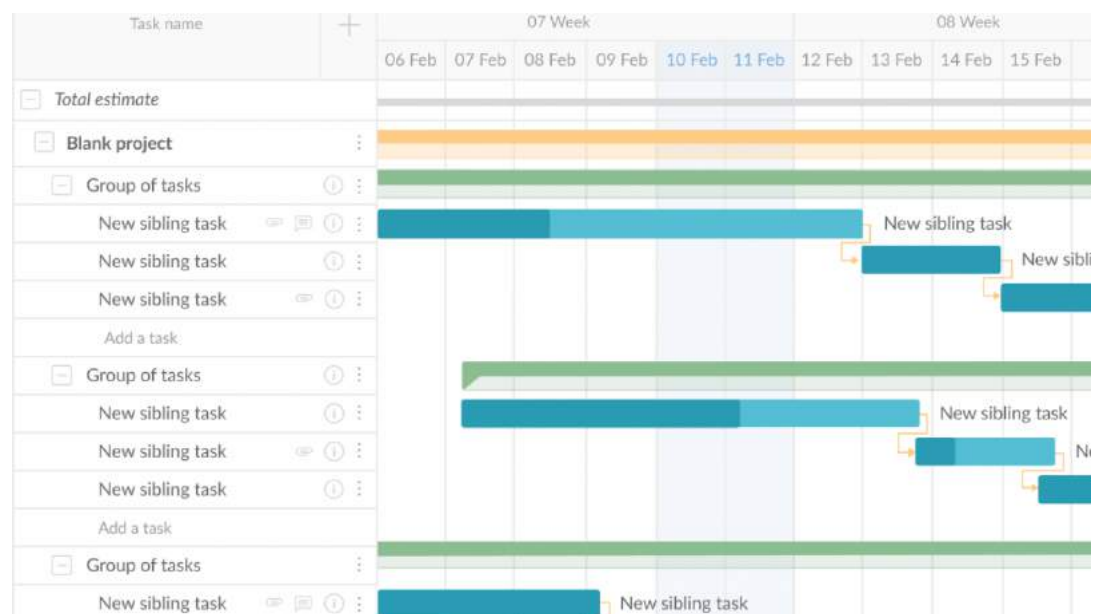 Task name
07 Week
08 Week
06 Feb 07 Feb 08 Feb 09 Feb 10 Feb 11 Feb 12 Feb 13 Feb 14 Feb 15 Feb
Total estimate
Blank project
Group of tasks
New sibling task
New sibling task
New sibling task
New sibling task
New sibling task
Add a task
Group of tasks
New sibling task
New sibling task
New sibling task
New sibling task
Add a task
Group of tasks
New sibling task
New sibling task